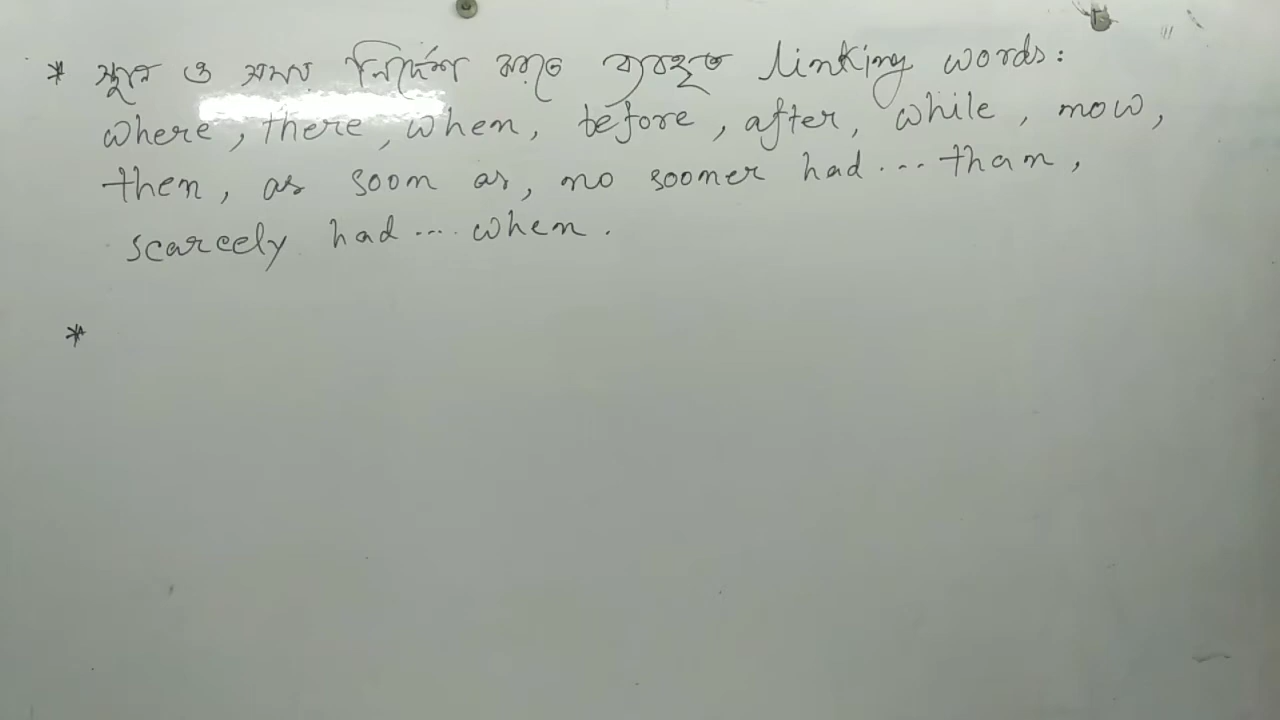 * স্থান ও সময় নির্দেশ করতে ব্যবহৃত linking words:
where, there, when, before, after, while, now,
then, as soon as, no sooner had... than,
scarcely had... when.
*